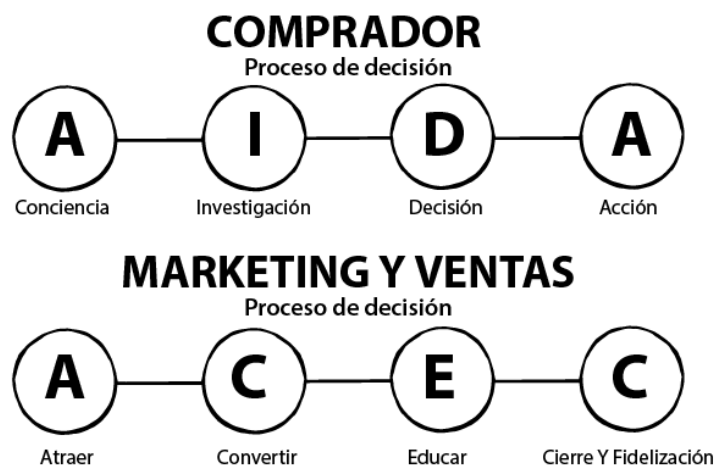 COMPRADOR
Proceso de decisión
A I D A
Conciencia Investigación Decisión Acción
MARKETING Y VENTAS
Proceso de decisión
A C E C
Atraer Convertir Educar Cierre Y Fidelización